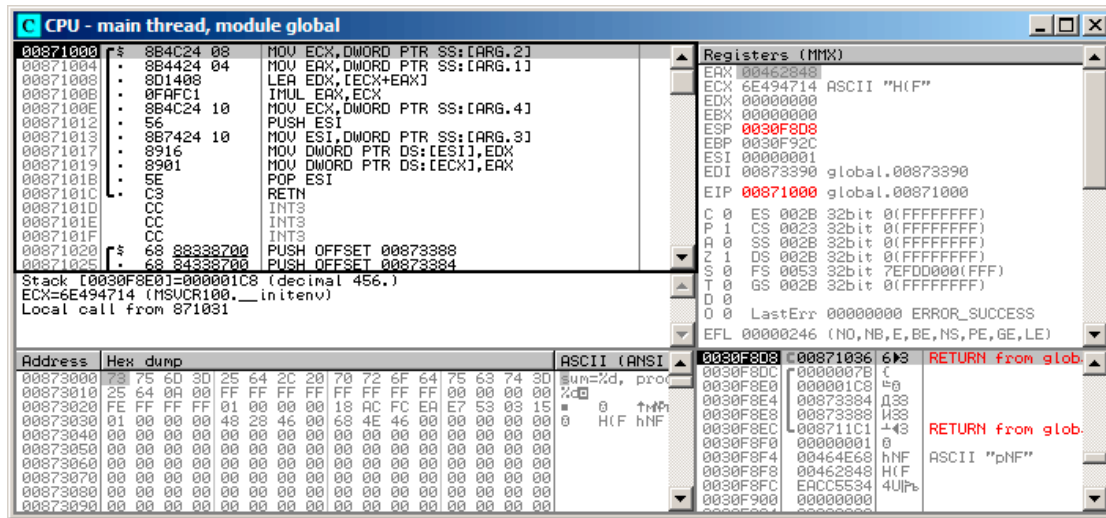 CPU - main thread, module global
00871000 $ 8B4C24 08 MOV ECX,DWORD PTR SS:[ARG.2]
00871004 . 8B4424 04 MOV EAX,DWORD PTR SS:[ARG.1]
00871008 . 8D1408 LEA EDX,[ECX+EAX]
0087100B . 0FAFC1 IMUL EAX,ECX
0087100E . 8B4C24 10 MOV ECX,DWORD PTR SS:[ARG.4]
00871012 . 56 PUSH ESI
00871013 . 8B7424 10 MOV ESI,DWORD PTR SS:[ARG.3]
00871017 . 8916 MOV DWORD PTR DS:[ESI],EDX
00871019 . 8901 MOV DWORD PTR DS:[ECX],EAX
0087101B . 5E POP ESI
0087101C . C3 RETN
0087101D CC INT3
0087101E CC INT3
0087101F CC INT3
00871020 $ 68 88338700 PUSH OFFSET 00873388
00871025 . 68 84338700 PUSH OFFSET 00873384
Stack [0030F8E0]=000001C8 (decimal 456.)
ECX=6E494714 (MSVCR100.__initenv)
Local call from 871031
Registers (MMX)
EAX 00462848
ECX 6E494714 ASCII "H(F"
EDX 00000000
EBX 00000000
ESP 0030F8D8
EBP 0030F92C
ESI 00000001
EDI 00873390 global.00873390
EIP 00871000 global.00871000
C 0 ES 002B 32bit 0(FFFFFFFF)
P 1 CS 0023 32bit 0(FFFFFFFF)
A 0 SS 002B 32bit 0(FFFFFFFF)
Z 1 DS 002B 32bit 0(FFFFFFFF)
S 0 FS 0053 32bit 7EFDD000(FFF)
T 0 GS 002B 32bit 0(FFFFFFFF)
D 0
O 0 LastErr 00000000 ERROR_SUCCESS
EFL 00000246 (NO,NB,E,BE,NS,PE,GE,LE)
Address Hex dump ASCII (ANSI
00873000 73 75 6D 3D 25 64 2C 20 70 72 6F 64 75 63 74 3D sum=%d, prod
00873010 25 64 0A 00 FF FF FF FF FF FF FF FF 00 00 00 00 %d
00873020 FE FF FF FF 01 00 00 00 18 AC FC EA E7 53 03 15
00873030 01 00 00 00 48 28 46 00 68 4E 46 00 00 00 00 00 H(F hNF
00873040 00 00 00 00 00 00 00 00 00 00 00 00 00 00 00 00
00873050 00 00 00 00 00 00 00 00 00 00 00 00 00 00 00 00
00873060 00 00 00 00 00 00 00 00 00 00 00 00 00 00 00 00
00873070 00 00 00 00 00 00 00 00 00 00 00 00 00 00 00 00
00873080 00 00 00 00 00 00 00 00 00 00 00 00 00 00 00 00
00873090 00 00 00 00 00 00 00 00 00 00 00 00 00 00 00 00
0030F8D8 00871036 6►3 RETURN from glob
0030F8DC 0000007B {
0030F8E0 000001C8
0030F8E4 00873384 Д33
0030F8E8 00873388 И33
0030F8EC 008711C1 RETURN from glob
0030F8F0 00000001
0030F8F4 00464E68 hNF ASCII "pNF"
0030F8F8 00462848 H(F
0030F8FC EACC5534
0030F900 00000000